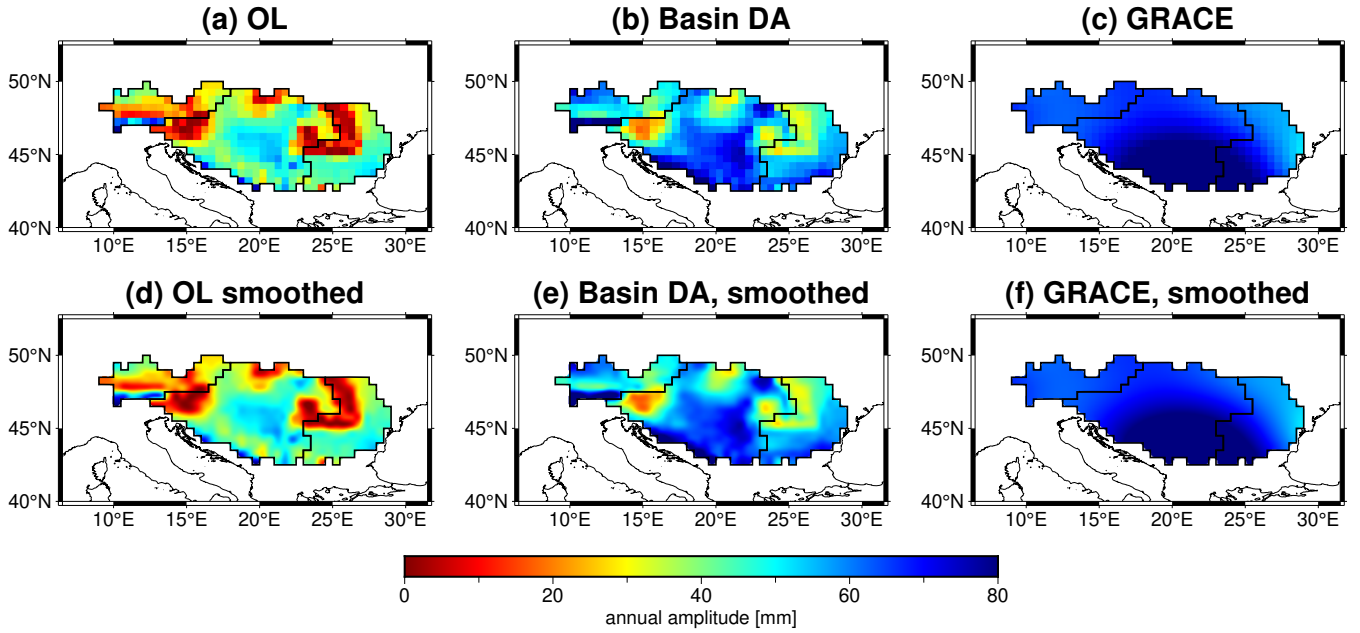 (a) OL (b) Basin DA (c) GRACE
50°N 50°N 50°N
45°N 45°N 45°N
40°N 40°N 40°N
10°E 15°E 20°E 25°E 30°E 10°E 15°E 20°E 25°E 30°E 10°E 15°E 20°E 25°E 30°E
(d) OL smoothed (e) Basin DA, smoothed (f) GRACE, smoothed
50°N 50°N 50°N
45°N 45°N 45°N
40°N 40°N 40°N
10°E 15°E 20°E 25°E 30°E 10°E 15°E 20°E 25°E 30°E 10°E 15°E 20°E 25°E 30°E
0 20 40 60 80
annual amplitude [mm]